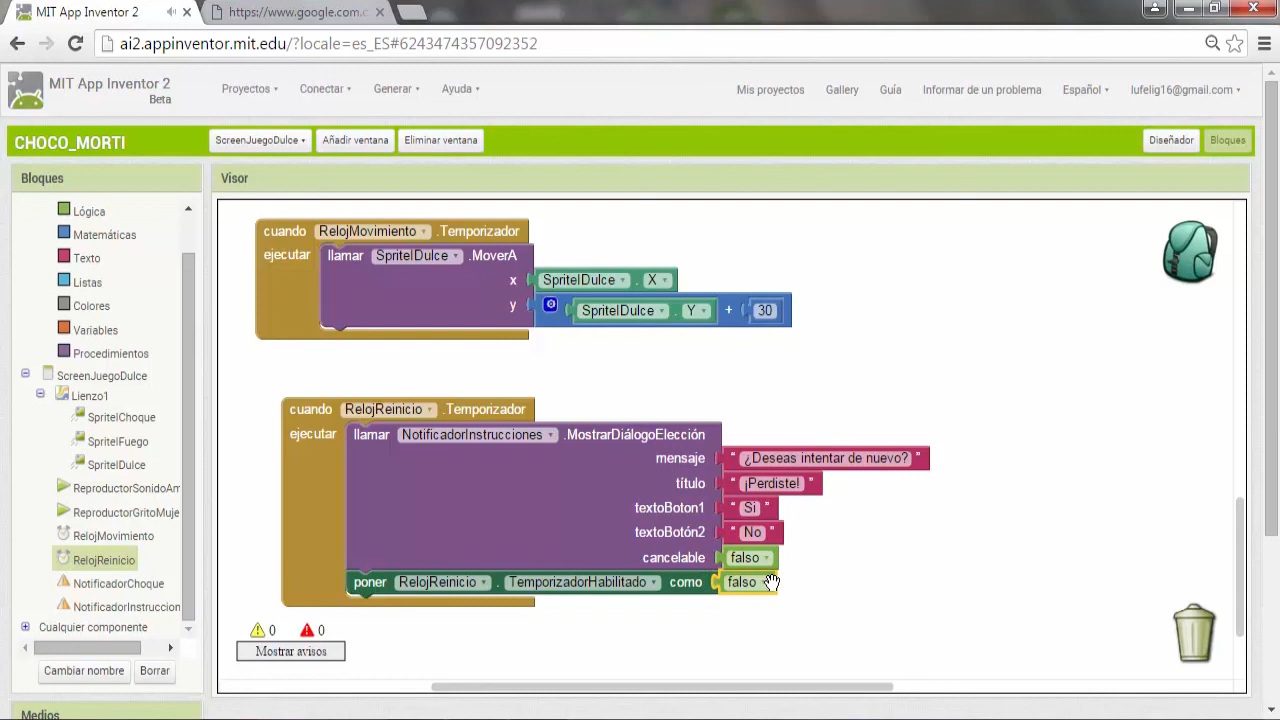 MIT App Inventor 2
https://www.google.com.c
ai2.appinventor.mit.edu/?locale=es_ES#6243474357092352
MIT App Inventor 2
Beta
Proyectos
Conectar
Generar
Ayuda
Mis proyectos
Gallery
Guía
Informar de un problema
Español
lufelig16@gmail.com
CHOCO_MORTI
ScreenJuegoDulce
Añadir ventana
Eliminar ventana
Diseñador
Bloques
Bloques
Lógica
Matemáticas
Texto
Listas
Colores
Variables
Procedimientos
ScreenJuegoDulce
Lienzo1
SpritelChoque
SpritelFuego
SpritelDulce
ReproductorSonidoAm
ReproductorGritoMuje
RelojMovimiento
RelojReinicio
NotificadorChoque
NotificadorInstruccion
Cualquier componente
Cambiar nombre
Borrar
Medios
Visor
cuando RelojMovimiento .Temporizador
ejecutar llamar SpritelDulce .MoverA
x SpritelDulce . X
y SpritelDulce . Y + 30
cuando RelojReinicio .Temporizador
ejecutar llamar NotificadorInstrucciones .MostrarDiálogoElección
mensaje " ¿Deseas intentar de nuevo? "
título " ¡Perdiste! "
textoBoton1 " Si "
textoBotón2 " No "
cancelable falso
poner RelojReinicio . TemporizadorHabilitado como falso
0 0
Mostrar avisos